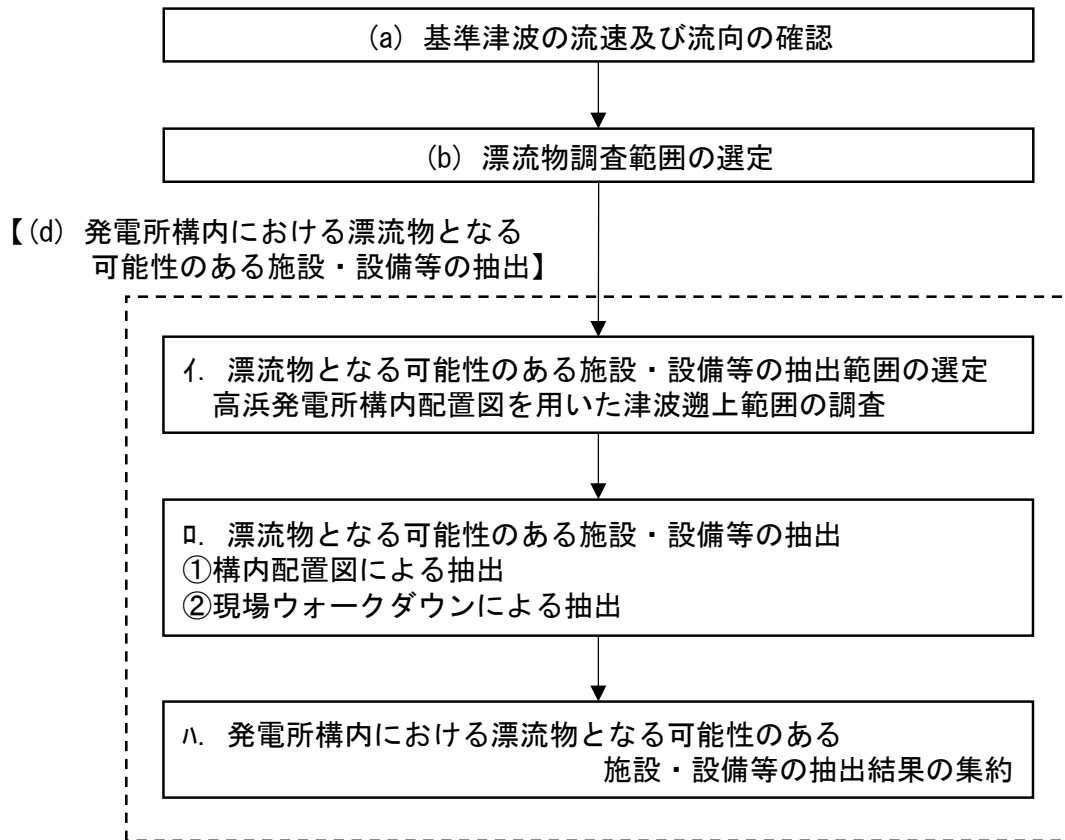 (a) 基準津波の流速及び流向の確認
(b) 漂流物調査範囲の選定
【(d) 発電所構内における漂流物となる
可能性のある施設・設備等の抽出】
ｲ. 漂流物となる可能性のある施設・設備等の抽出範囲の選定
高浜発電所構内配置図を用いた津波遡上範囲の調査
ﾛ. 漂流物となる可能性のある施設・設備等の抽出
①構内配置図による抽出
②現場ウォークダウンによる抽出
ﾊ. 発電所構内における漂流物となる可能性のある
施設・設備等の抽出結果の集約